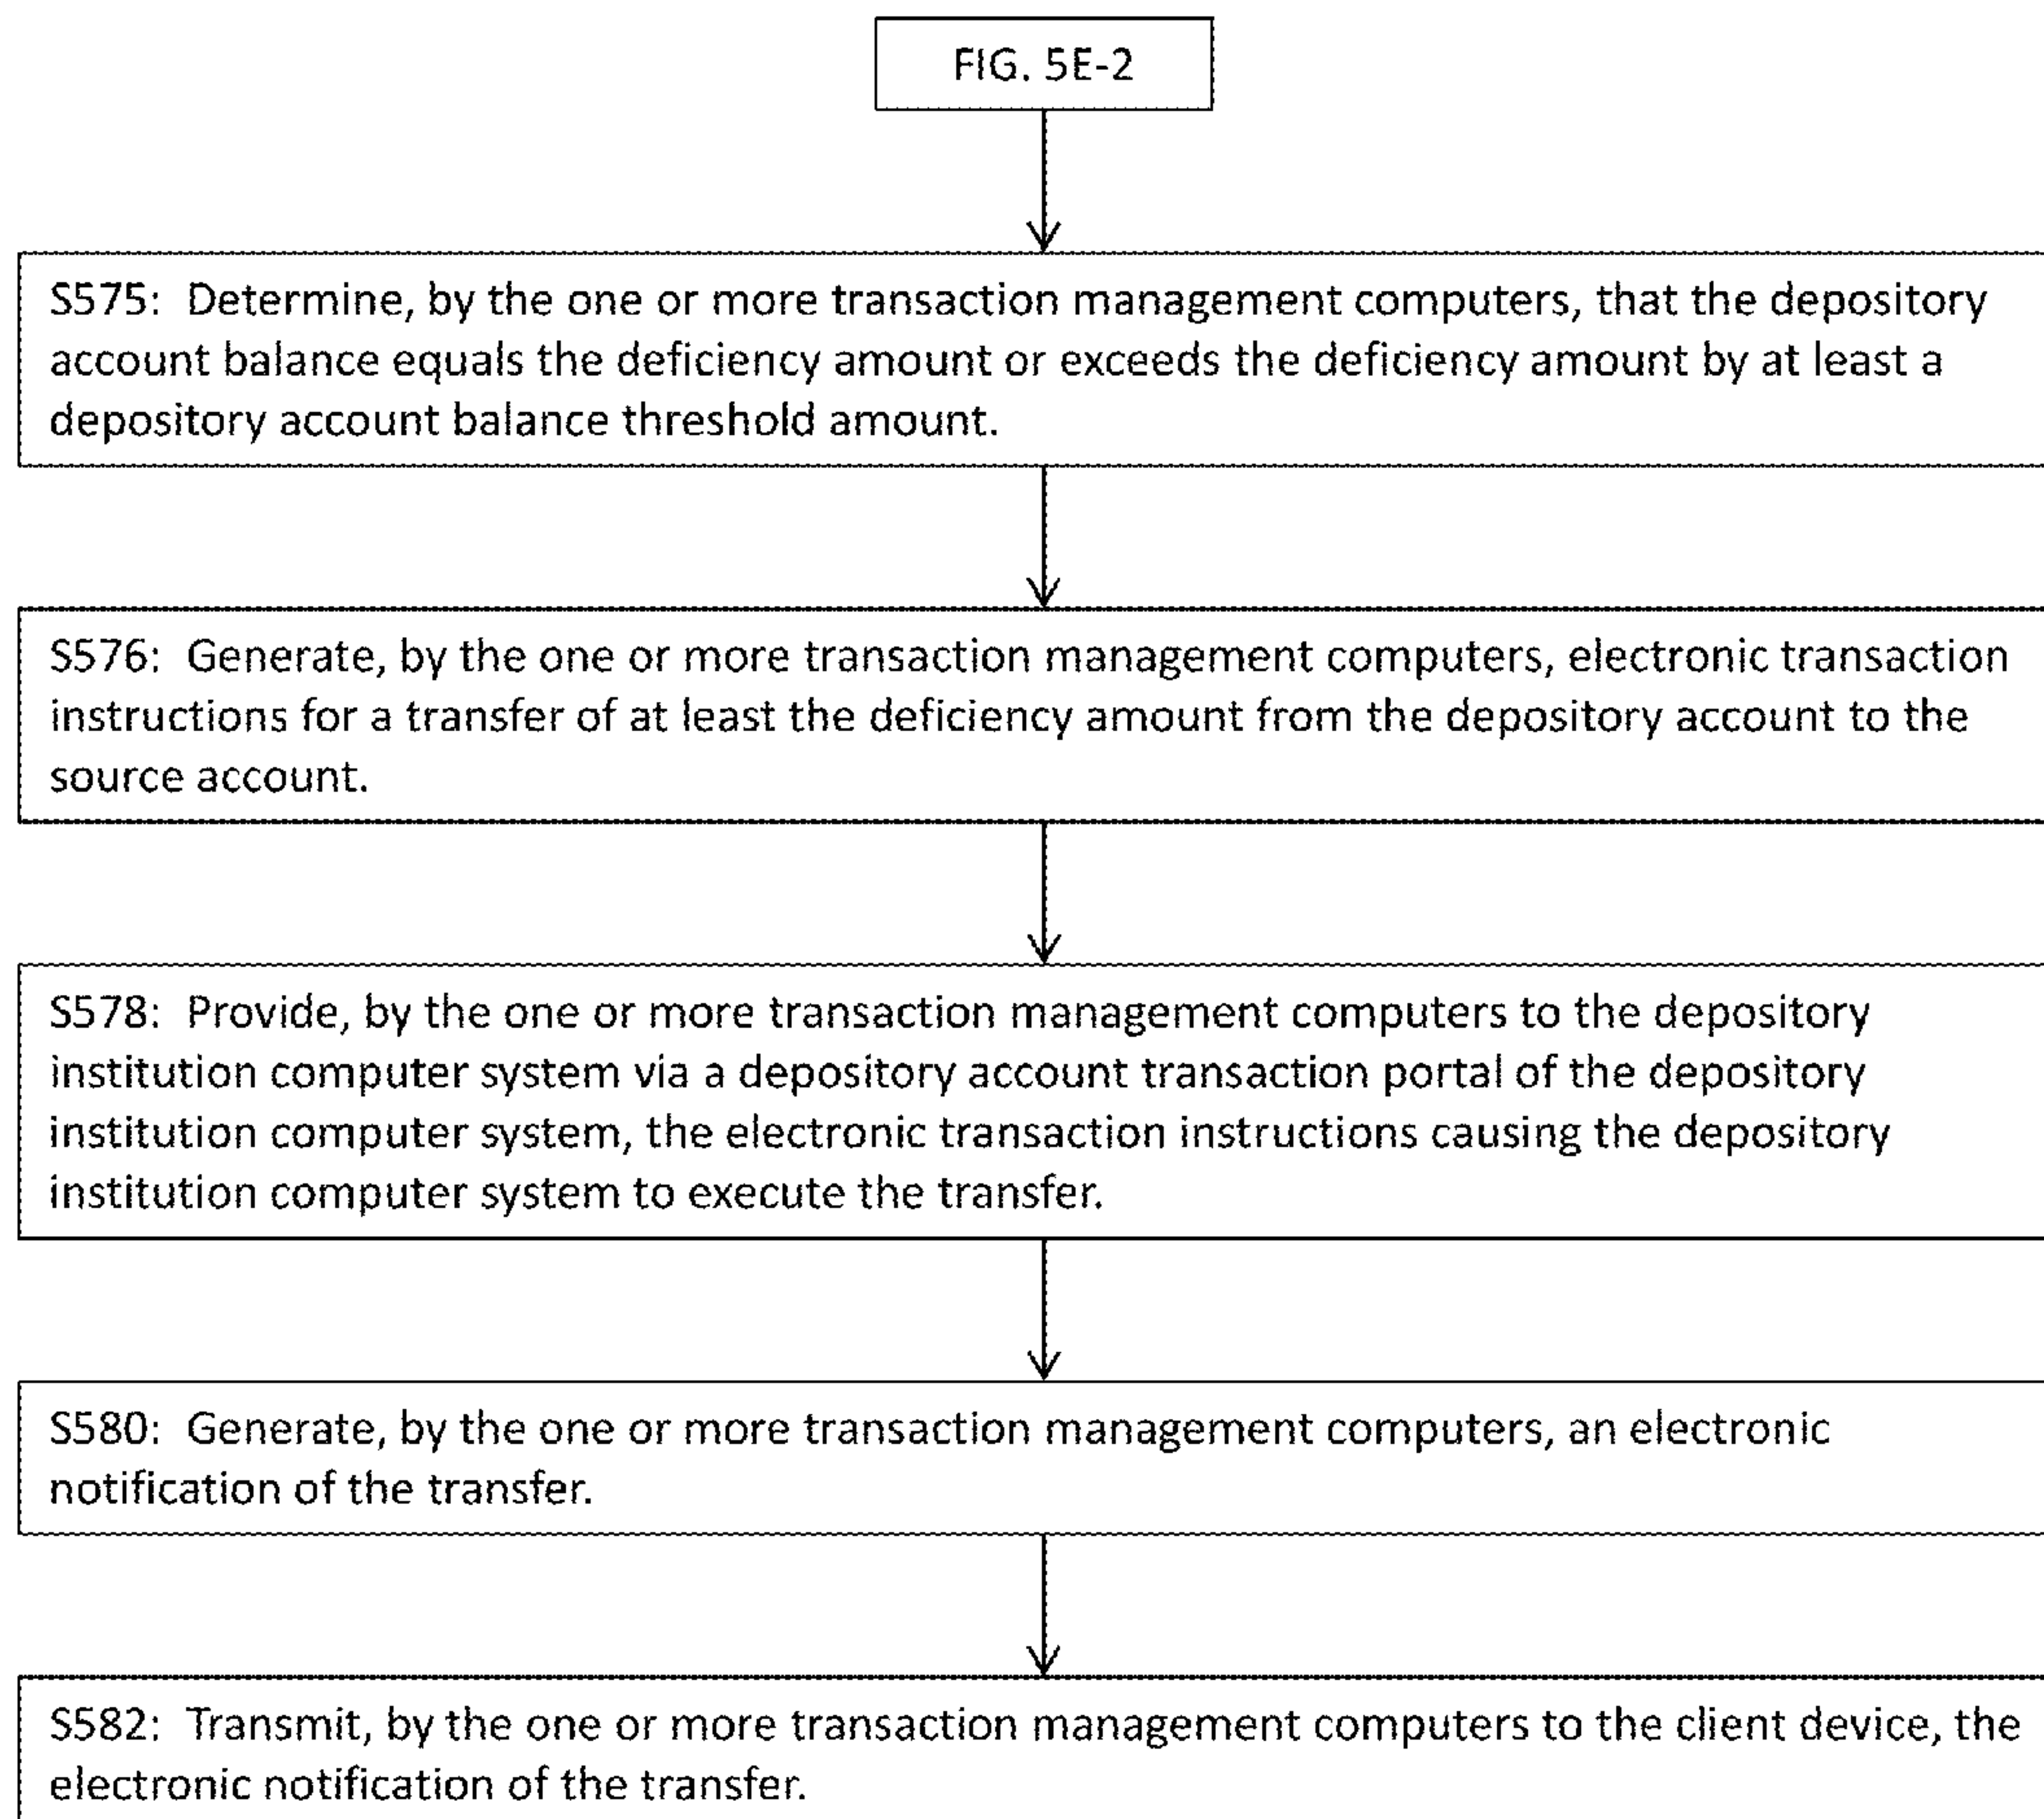 FIG. 5E-2
S575: Determine, by the one or more transaction management computers, that the depository
account balance equals the deficiency amount or exceeds the deficiency amount by at least a
depository account balance threshold amount.
S576: Generate, by the one or more transaction management computers, electronic transaction
instructions for a transfer of at least the deficiency amount from the depository account to the
source account.
S578: Provide, by the one or more transaction management computers to the depository
institution computer system via a depository account transaction portal of the depository
institution computer system, the electronic transaction instructions causing the depository
institution computer system to execute the transfer.
S580: Generate, by the one or more transaction management computers, an electronic
notification of the transfer.
S582: Transmit, by the one or more transaction management computers to the client device, the
electronic notification of the transfer.